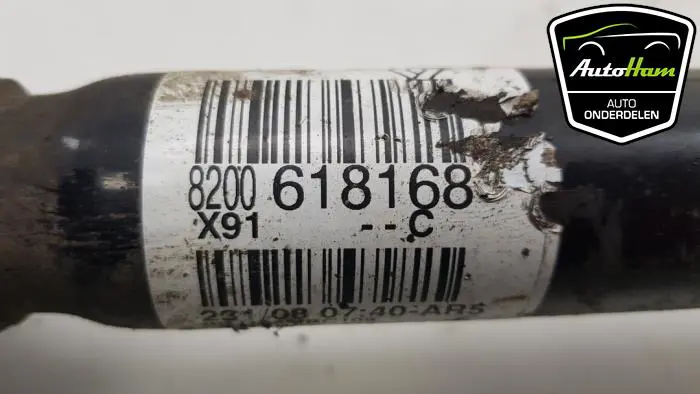 AutoHam
AUTO
ONDERDELEN
8200 618168
X91 --C
231/08 07:40-AR5